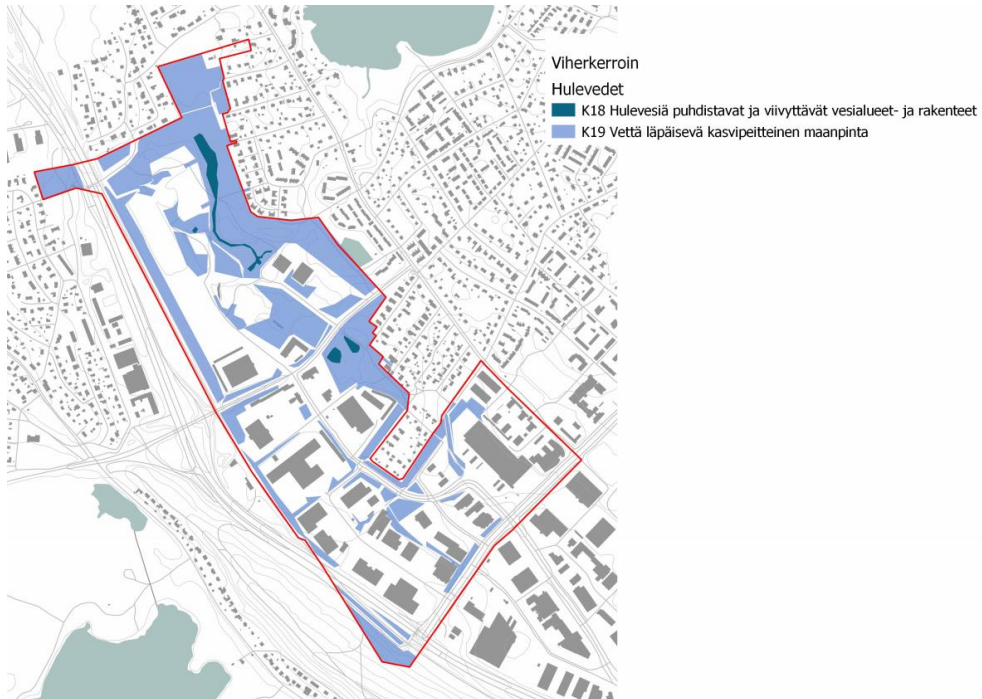 Viherkerroin
Hulevedet
K18 Hulevesiä puhdistavat ja viivyttävät vesialueet- ja rakenteet
K19 Vettä läpäisevä kasvipeitteinen maanpinta